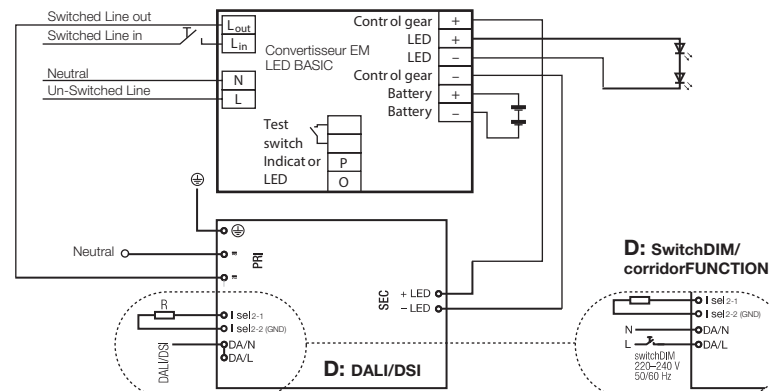 Switched Line out
Switched Line in
Neutral
Un-Switched Line
Lout
Lin
N
L
Convertisseur EM
LED BASIC
Control gear +
LED +
LED –
Control gear –
Battery +
Battery –
Test
switch
Indicator P
LED O
Neutral
PRI
SEC
+ LED
– LED
R
I sel2-1
I sel2-2 (GND)
DA/N
DA/L
DALI/DSI
D: DALI/DSI
D: SwitchDIM/
corridorFUNCTION
I sel2-1
I sel2-2 (GND)
N DA/N
L DA/L
switchDIM
220–240 V
50/60 Hz